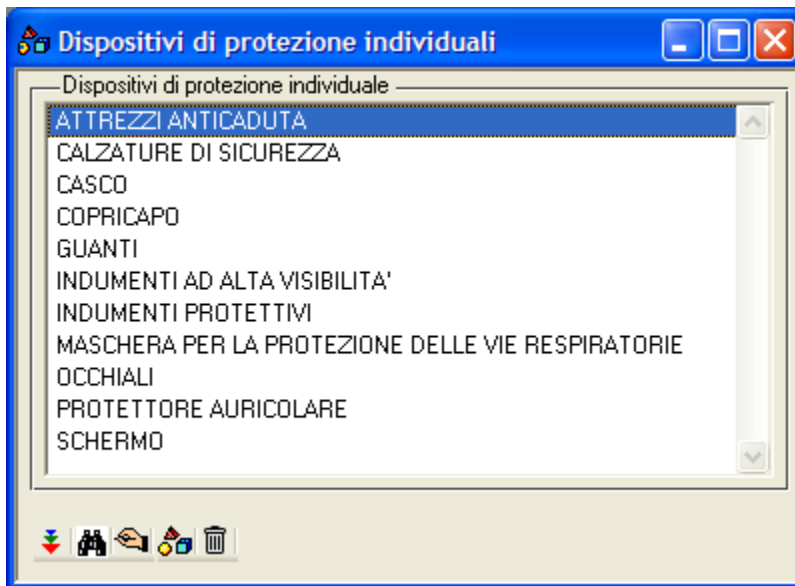 Dispositivi di protezione individuali
Dispositivi di protezione individuale
ATTREZZI ANTICADUTA
CALZATURE DI SICUREZZA
CASCO
COPRICAPO
GUANTI
INDUMENTI AD ALTA VISIBILITA'
INDUMENTI PROTETTIVI
MASCHERA PER LA PROTEZIONE DELLE VIE RESPIRATORIE
OCCHIALI
PROTETTORE AURICOLARE
SCHERMO